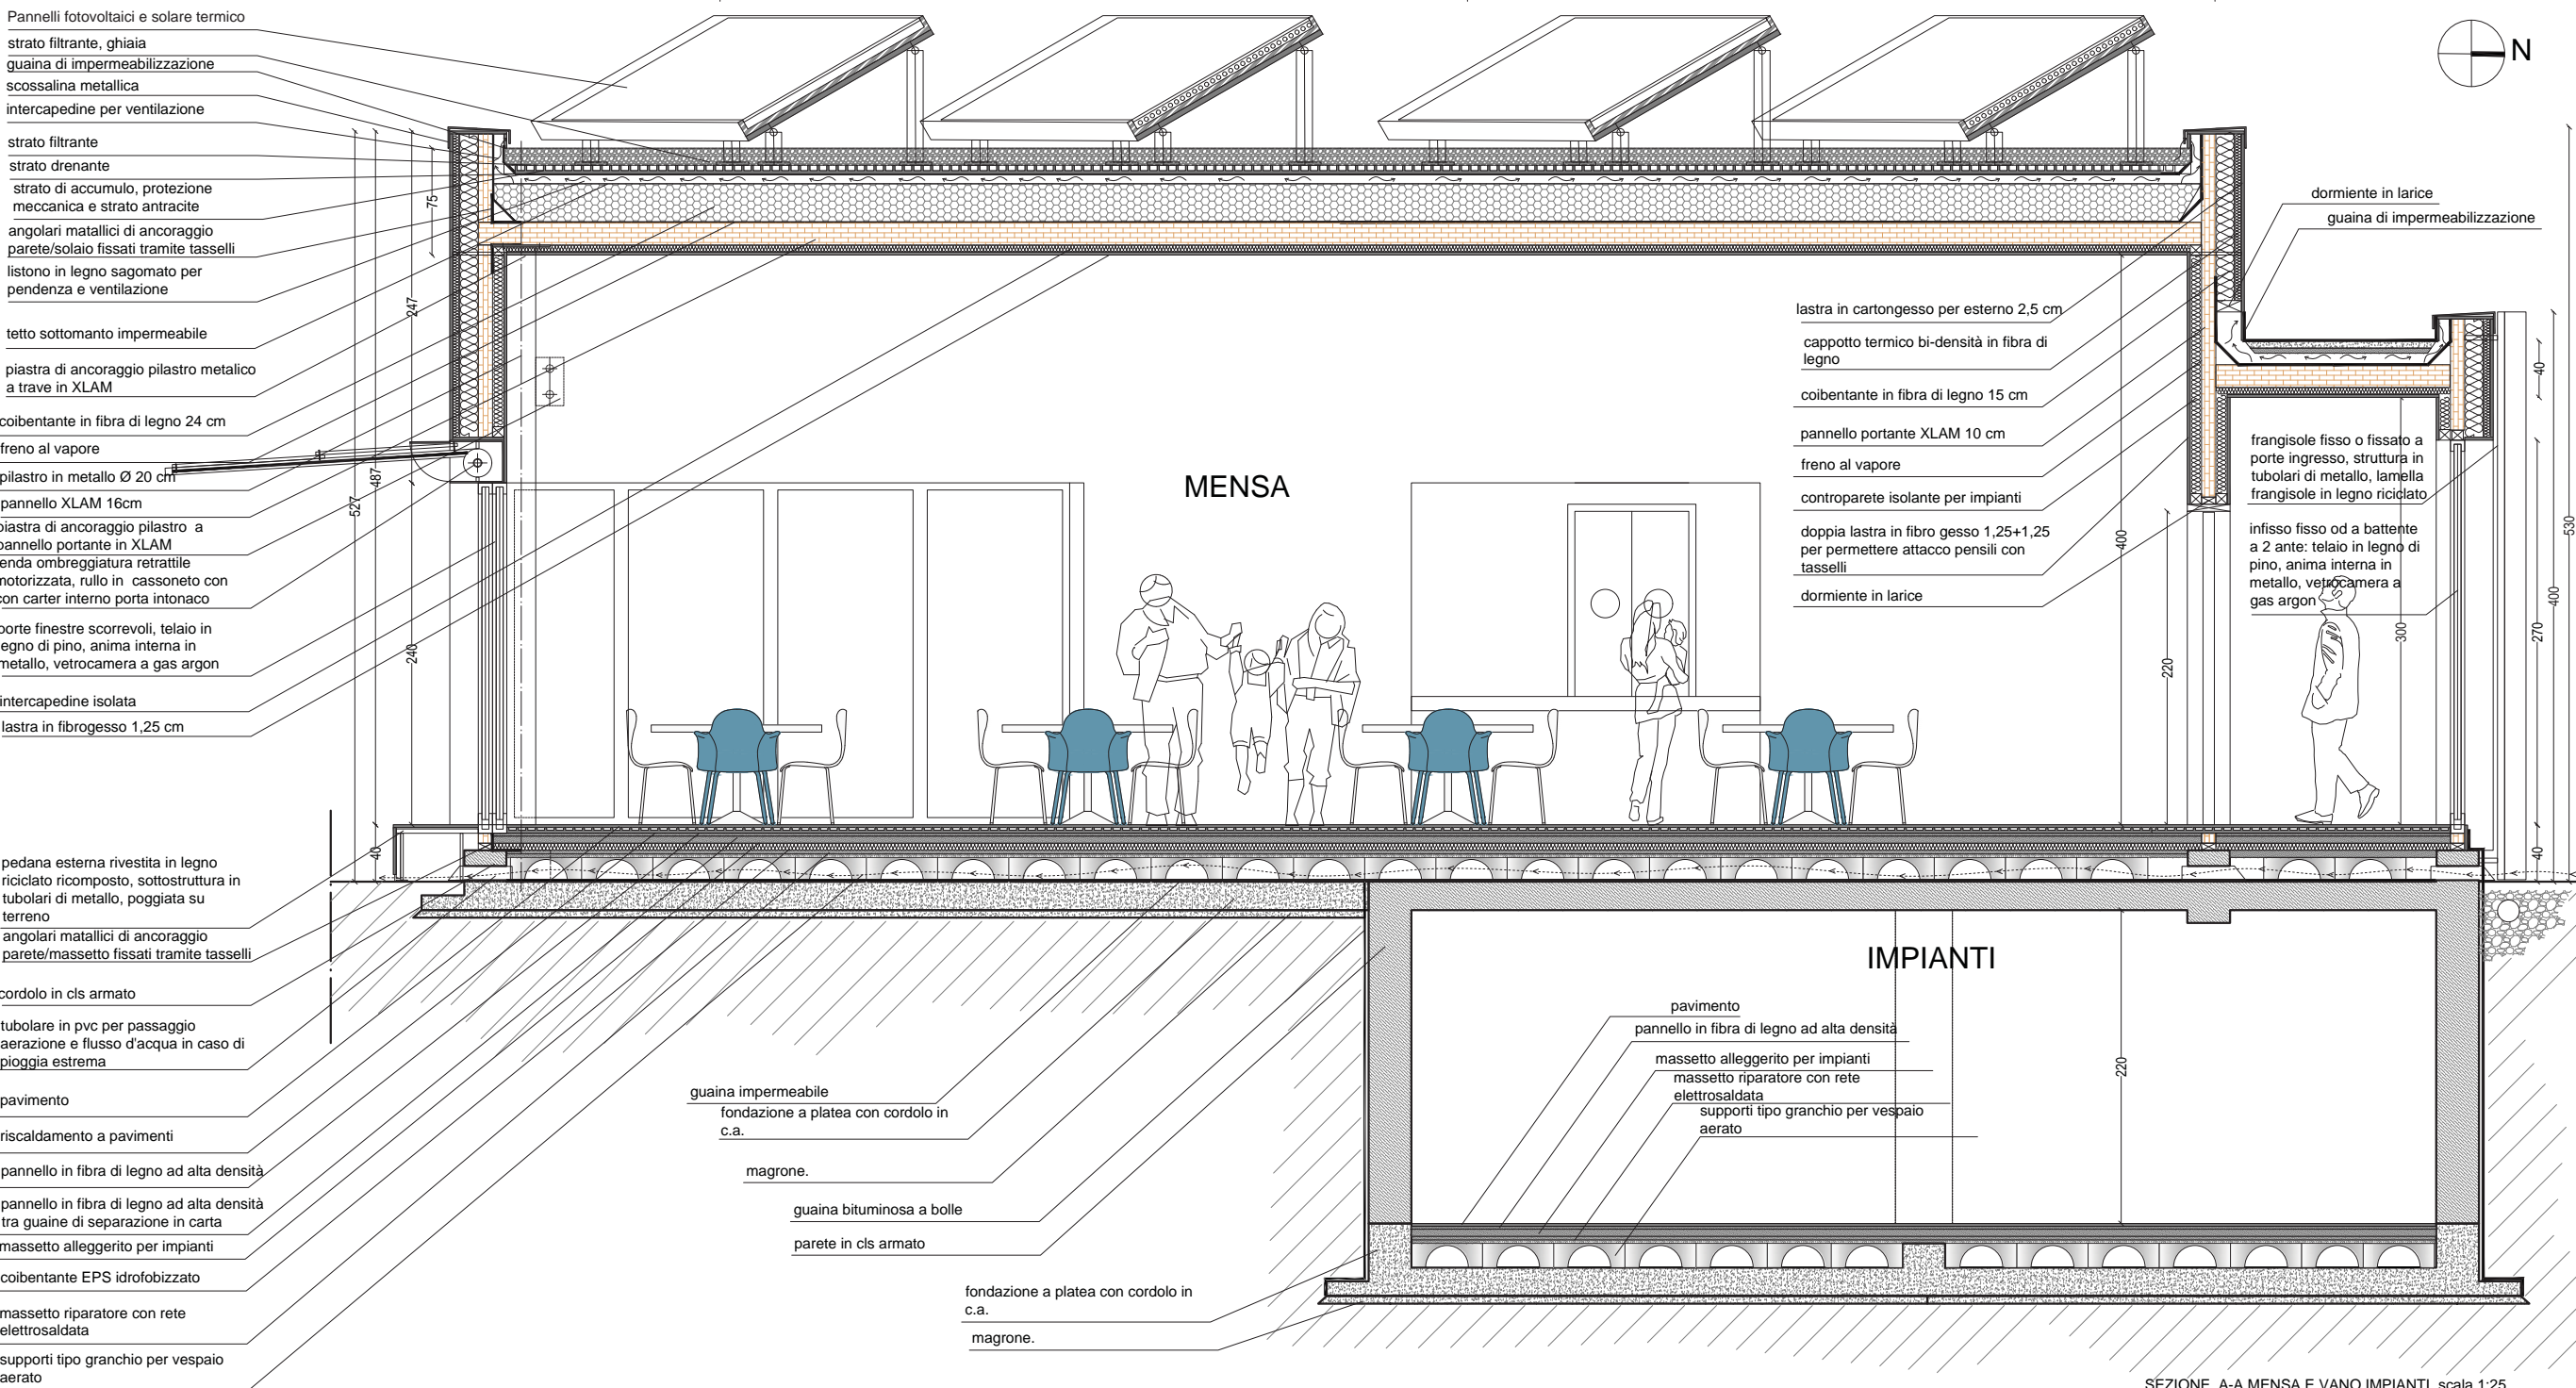 Pannelli fotovoltaici e solare termico
strato filtrante, ghiaia
guaina di impermeabilizzazione
scossalina metallica
intercapedine per ventilazione
strato filtrante
strato drenante
strato di accumulo, protezione
meccanica e strato antracite
angolari matallici di ancoraggio
parete/solaio fissati tramite tasselli
listono in legno sagomato per
pendenza e ventilazione
tetto sottomanto impermeabile
piastra di ancoraggio pilastro metalico
a trave in XLAM
coibentante in fibra di legno 24 cm
freno al vapore
pilastro in metallo Ø 20 cm
pannello XLAM 16cm
piastra di ancoraggio pilastro a
pannello portante in XLAM
enda ombreggiatura retrattile
motorizzata, rullo in cassoneto con
con carter interno porta intonaco
porte finestre scorrevoli, telaio in
legno di pino, anima interna in
metallo, vetrocamera a gas argon
intercapedine isolata
lastra in fibrogesso 1,25 cm
pedana esterna rivestita in legno
riciclato ricomposto, sottostruttura in
tubolari di metallo, poggiata su
terreno
angolari matallici di ancoraggio
parete/massetto fissati tramite tasselli
cordolo in cls armato
tubolare in pvc per passaggio
aerazione e flusso d'acqua in caso di
pioggia estrema
pavimento
riscaldamento a pavimenti
pannello in fibra di legno ad alta densità
pannello in fibra di legno ad alta densità
tra guaine di separazione in carta
massetto alleggerito per impianti
coibentante EPS idrofobizzato
massetto riparatore con rete
elettrosaldata
supporti tipo granchio per vespaio
aerato
75
247
487
527
240
40
MENSA
lastra in cartongesso per esterno 2,5 cm
cappotto termico bi-densità in fibra di
legno
coibentante in fibra di legno 15 cm
pannello portante XLAM 10 cm
freno al vapore
controparete isolante per impianti
doppia lastra in fibro gesso 1,25+1,25
per permettere attacco pensili con
tasselli
dormiente in larice
400
220
N
dormiente in larice
guaina di impermeabilizzazione
frangisole fisso o fissato a
porte ingresso, struttura in
tubolari di metallo, lamella
frangisole in legno riciclato
infisso fisso od a battente
a 2 ante: telaio in legno di
pino, anima interna in
metallo, vetrocamera a
gas argon
300
40
270
400
530
40
guaina impermeabile
fondazione a platea con cordolo in
c.a.
magrone.
guaina bituminosa a bolle
parete in cls armato
fondazione a platea con cordolo in
c.a.
magrone.
IMPIANTI
pavimento
pannello in fibra di legno ad alta densità
massetto alleggerito per impianti
massetto riparatore con rete
elettrosaldata
supporti tipo granchio per vespaio
aerato
220
SEZIONE A-A MENSA E VANO IMPIANTI scala 1:25